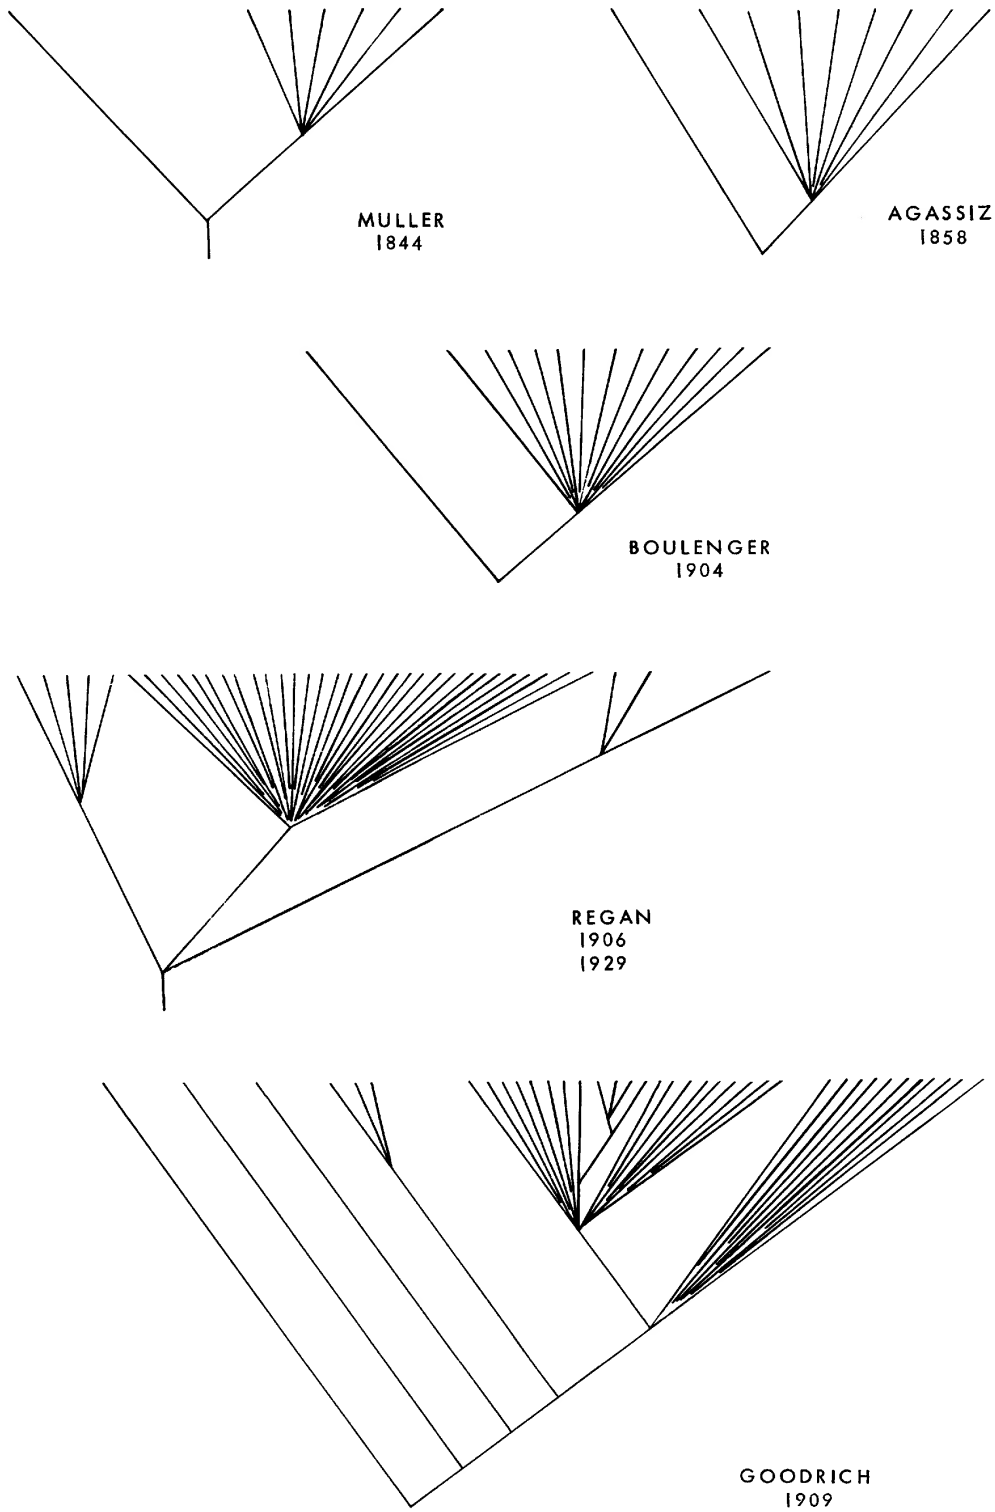 MULLER
1844
AGASSIZ
1858
BOULENGER
1904
REGAN
1906
1929
GOODRICH
1909